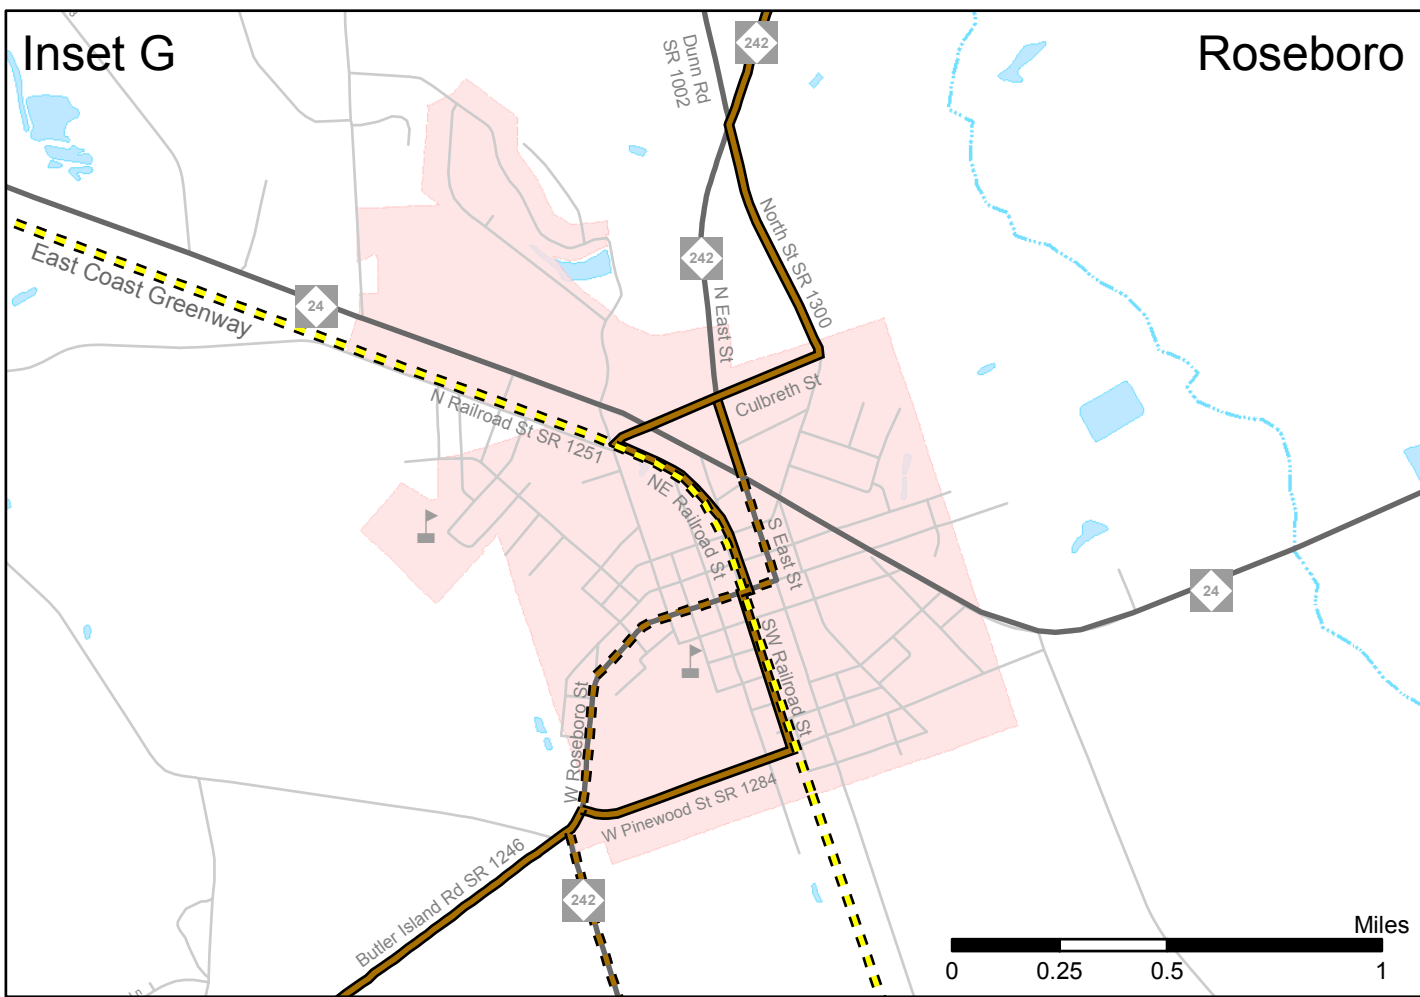 Inset G
Roseboro
242
Dunn Rd
SR 1002
North St SR 1300
242
N East St
24
East Coast Greenway
Culbreth St
N Railroad St SR 1251
NE Railroad St
S East St
24
SW Railroad St
W Roseboro St
W Pinewood St SR 1284
Butler Island Rd SR 1246
242
Miles
0
0.25
0.5
1